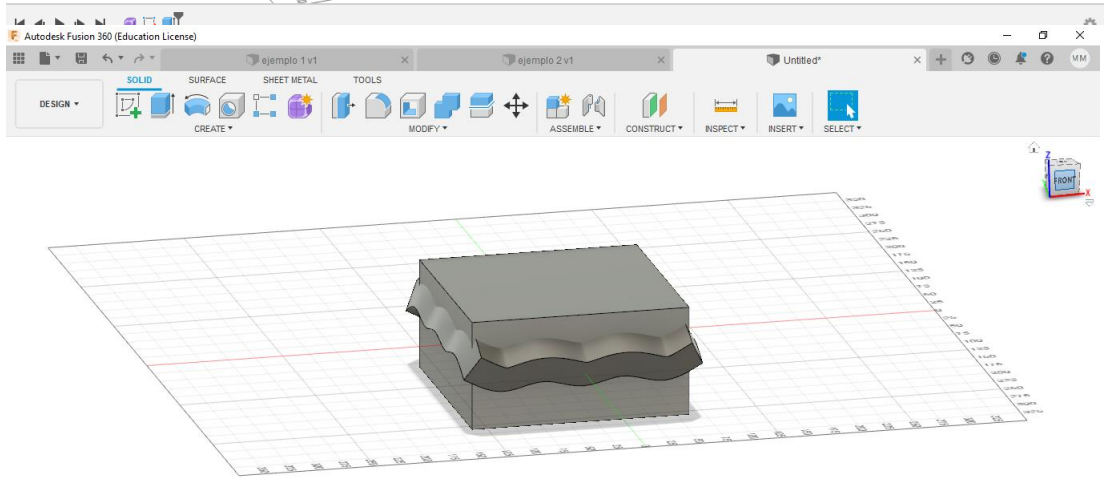 Autodesk Fusion 360 (Education License)
ejemplo 1 v1
ejemplo 2 v1
Untitled*
MM
SOLID SURFACE SHEET METAL TOOLS
DESIGN
CREATE MODIFY ASSEMBLE CONSTRUCT INSPECT INSERT SELECT
Z
FRONT
X